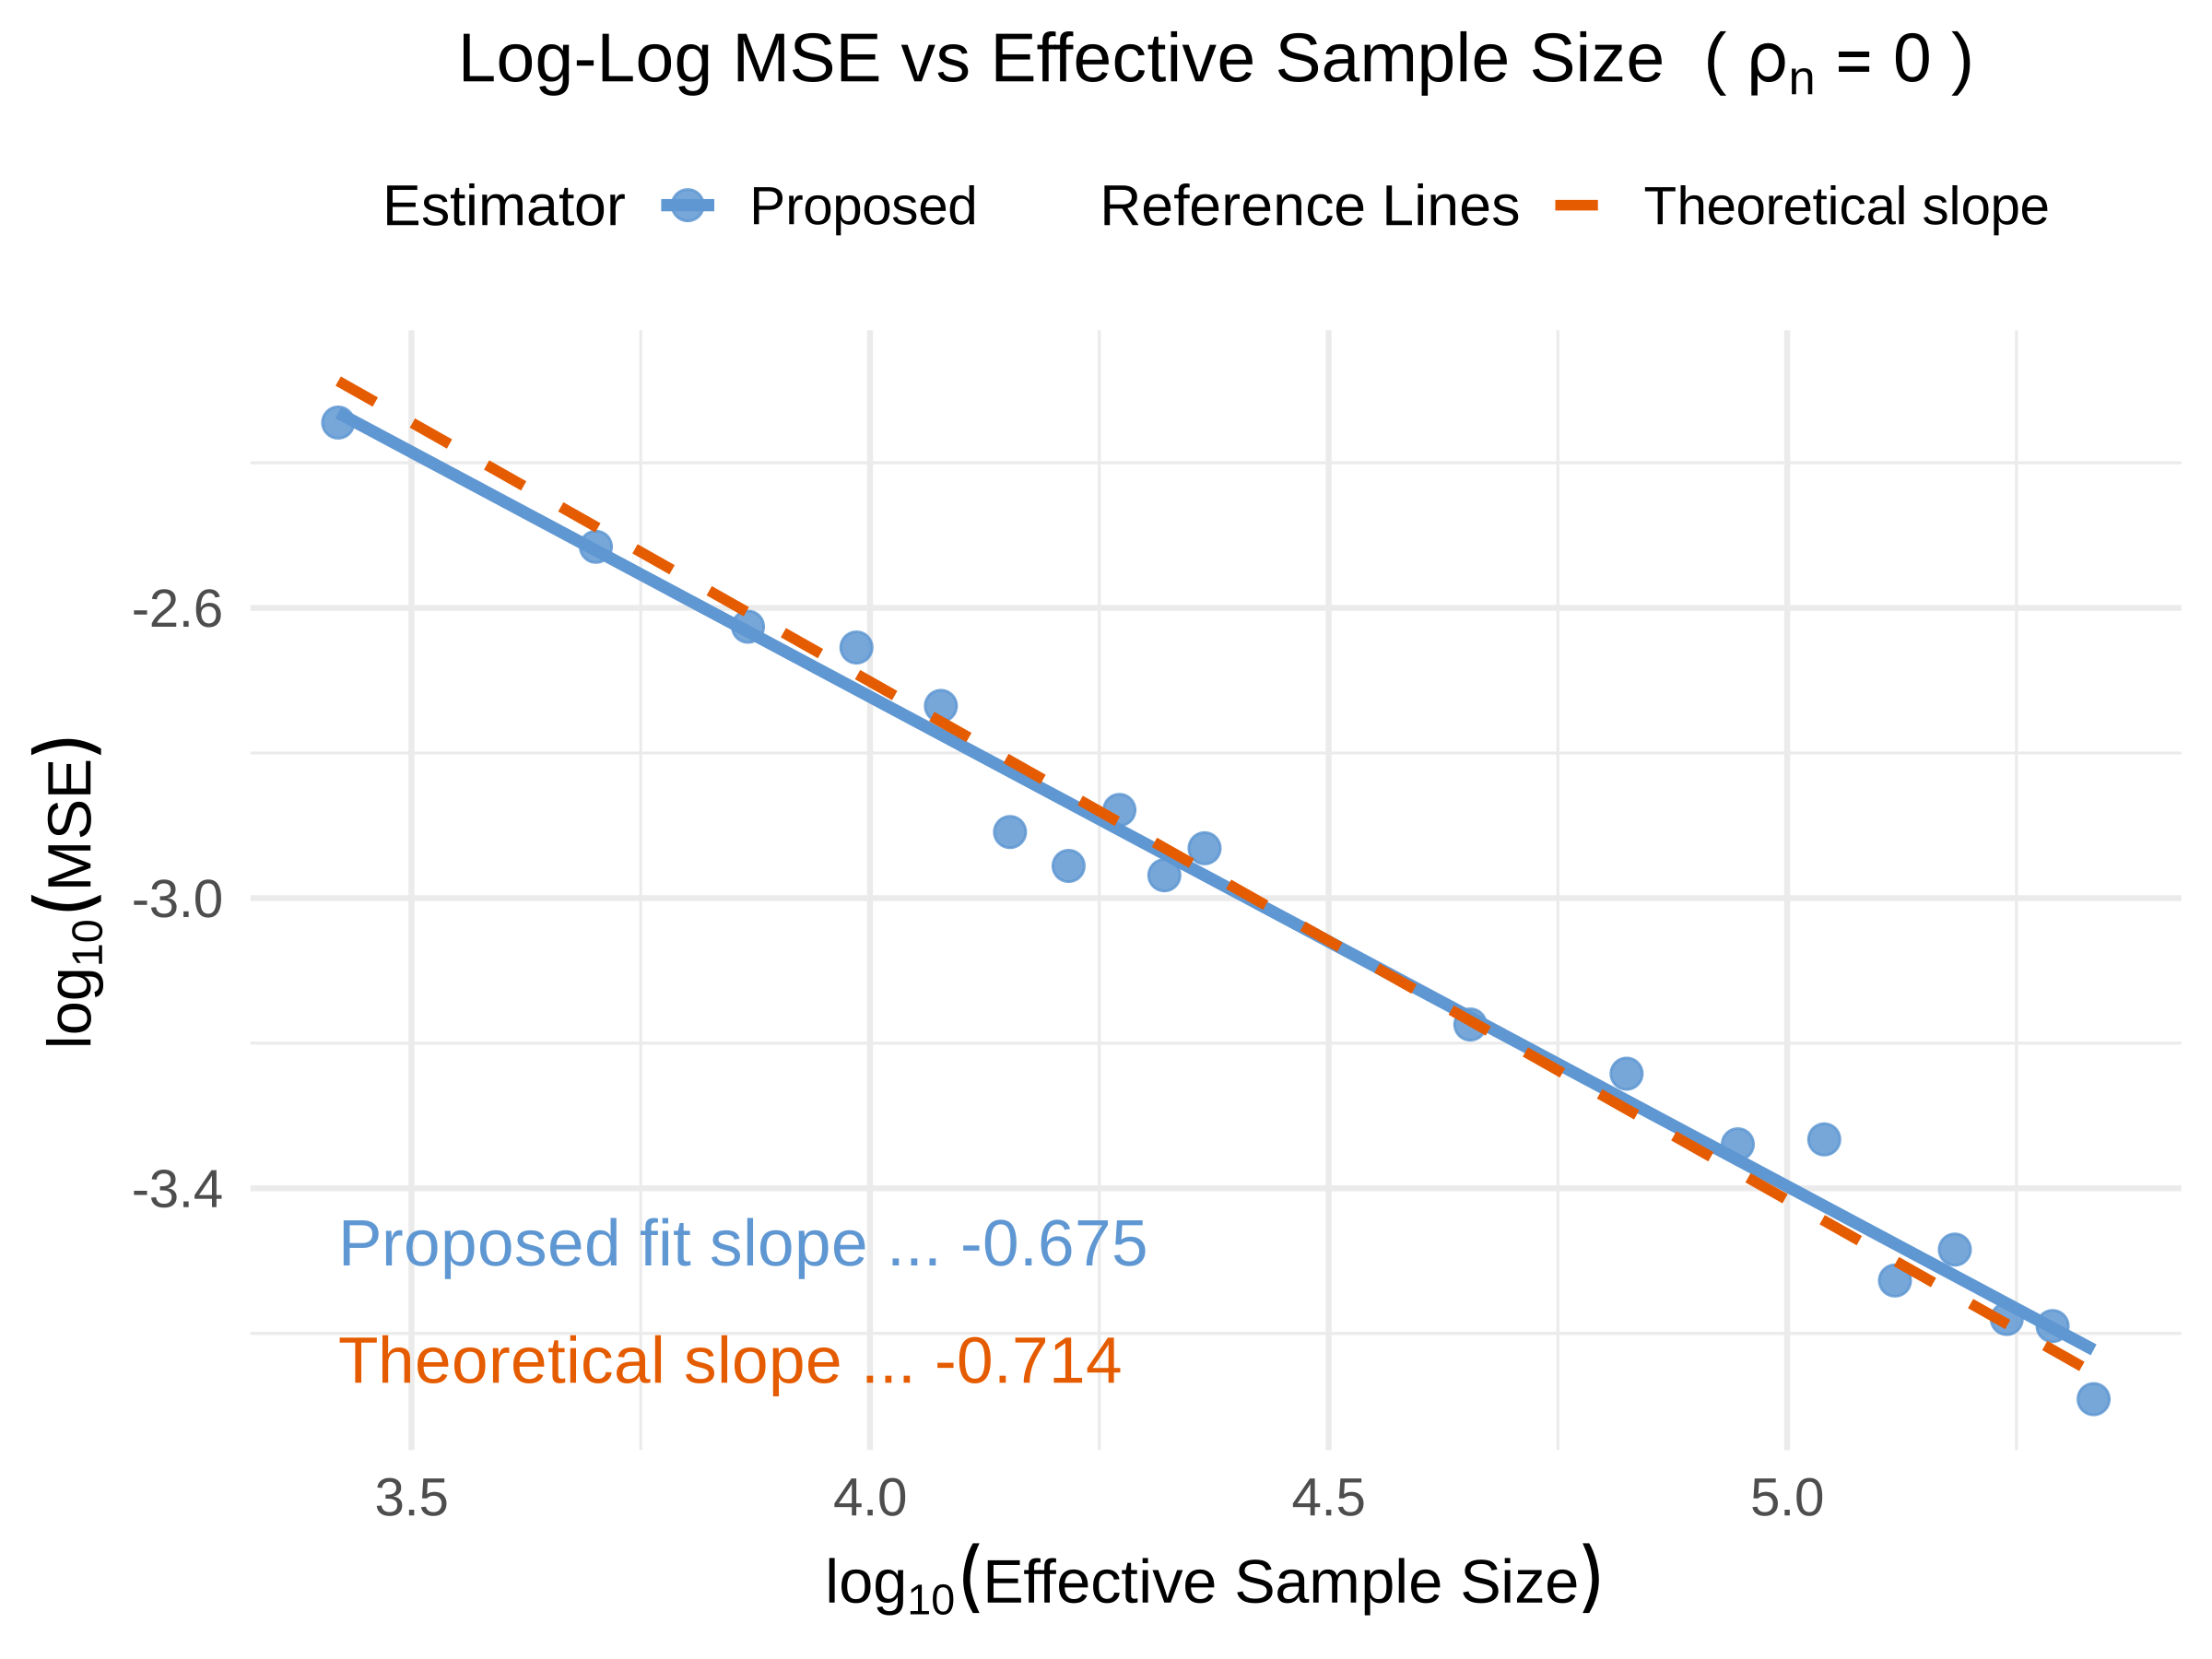 Log-Log MSE vs Effective Sample Size ( ρn = 0 )
Estimator Proposed Reference Lines Theoretical slope
-2.6
-3.0
-3.4
log10(MSE)
Proposed fit slope ... -0.675
Theoretical slope ... -0.714
3.5 4.0 4.5 5.0
log10(Effective Sample Size)